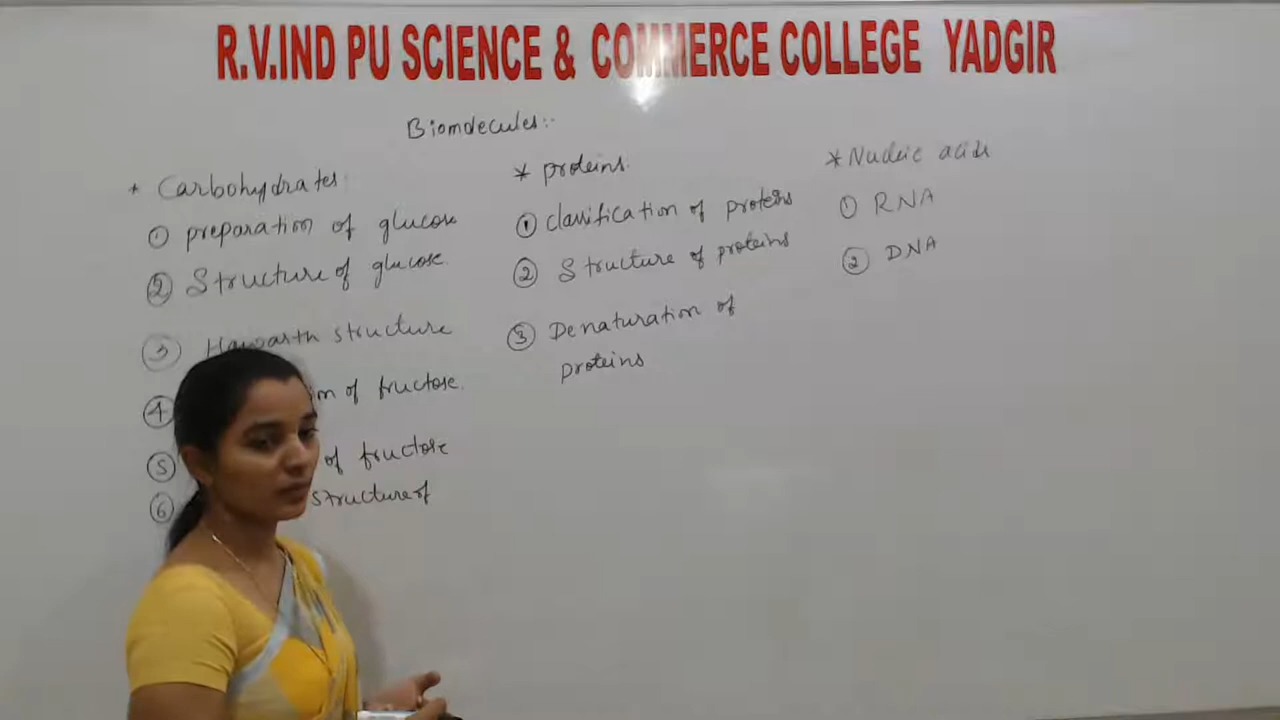 R.V.IND PU SCIENCE & COMMERCE COLLEGE YADGIR
Biomolecules:-
* Carbohydrates:
① preparation of glucose
② Structure of glucose.
③ Hawarth structure
④ of fructose.
⑤ of fructose
⑥ structure of
* proteins.
① classification of proteins
② Structure of proteins
③ Denaturation of
proteins
* Nucleic acids
① RNA
② DNA